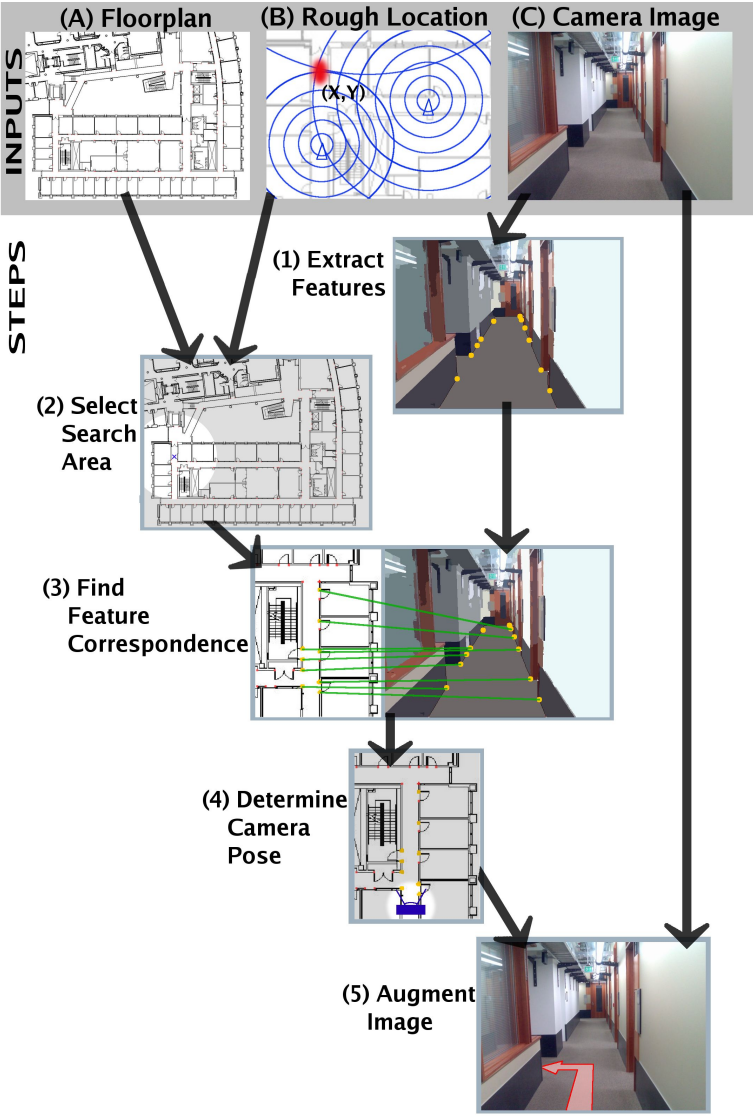 (A) Floorplan
(B) Rough Location
(C) Camera Image
INPUTS
(X,Y)
STEPS
(1) Extract
Features
(2) Select
Search
Area
(3) Find
Feature
Correspondence
(4) Determine
Camera
Pose
(5) Augment
Image